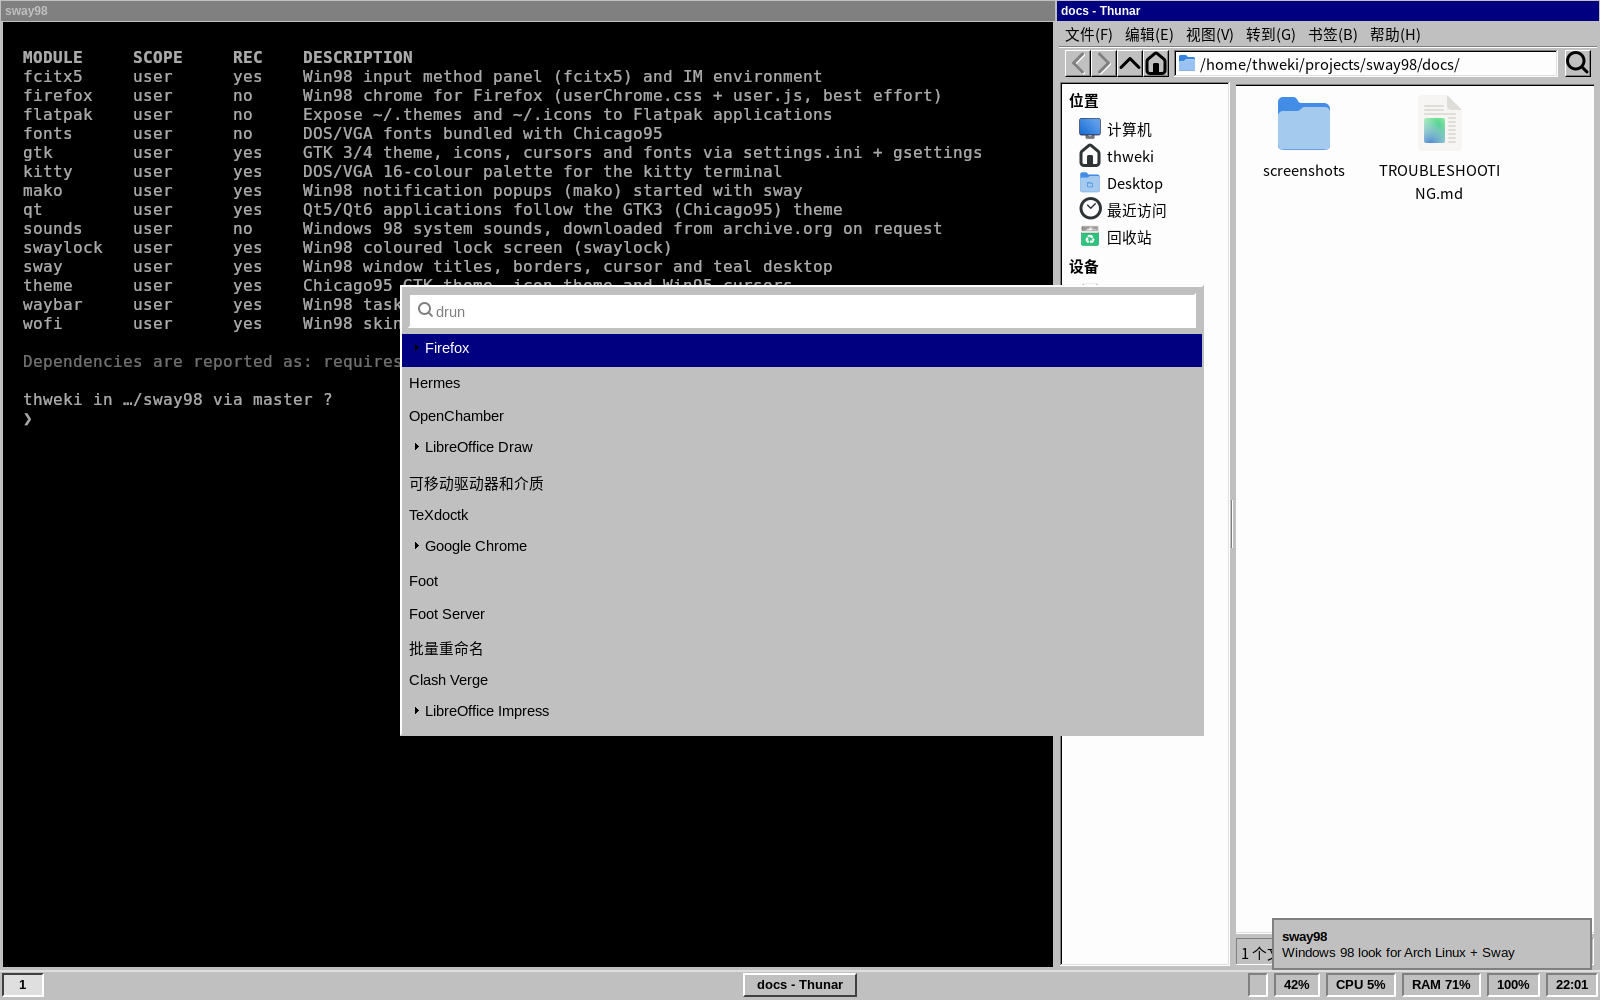 sway98
MODULE SCOPE REC DESCRIPTION
fcitx5 user yes Win98 input method panel (fcitx5) and IM environment
firefox user no Win98 chrome for Firefox (userChrome.css + user.js, best effort)
flatpak user no Expose ~/.themes and ~/.icons to Flatpak applications
fonts user no DOS/VGA fonts bundled with Chicago95
gtk user yes GTK 3/4 theme, icons, cursors and fonts via settings.ini + gsettings
kitty user yes DOS/VGA 16-colour palette for the kitty terminal
mako user yes Win98 notification popups (mako) started with sway
qt user yes Qt5/Qt6 applications follow the GTK3 (Chicago95) theme
sounds user no Windows 98 system sounds, downloaded from archive.org on request
swaylock user yes Win98 coloured lock screen (swaylock)
sway user yes Win98 window titles, borders, cursor and teal desktop
theme user yes Chicago95 GTK theme, icon theme and Win95 cursors
waybar user yes Win98 task
wofi user yes Win98 skin
Dependencies are reported as: requires
thweki in …/sway98 via master ?
❯
docs - Thunar
文件(F) 编辑(E) 视图(V) 转到(G) 书签(B) 帮助(H)
/home/thweki/projects/sway98/docs/
位置
计算机
thweki
Desktop
最近访问
回收站
设备
screenshots
TROUBLESHOOTI
NG.md
drun
Firefox
Hermes
OpenChamber
LibreOffice Draw
可移动驱动器和介质
TeXdoctk
Google Chrome
Foot
Foot Server
批量重命名
Clash Verge
LibreOffice Impress
1 个
sway98
Windows 98 look for Arch Linux + Sway
1 docs - Thunar 42% CPU 5% RAM 71% 100% 22:01